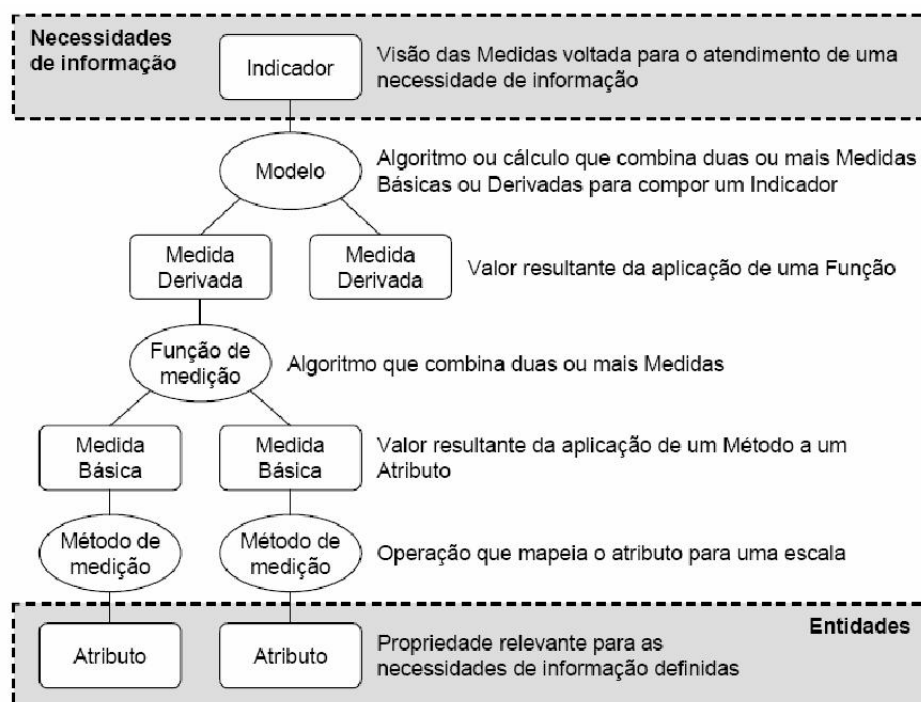 Necessidades
de informação
Indicador
Visão das Medidas voltada para o atendimento de uma
necessidade de informação
Modelo
Algoritmo ou cálculo que combina duas ou mais Medidas
Básicas ou Derivadas para compor um Indicador
Medida
Derivada
Medida
Derivada
Valor resultante da aplicação de uma Função
Função de
medição
Algoritmo que combina duas ou mais Medidas
Medida
Básica
Medida
Básica
Valor resultante da aplicação de um Método a um
Atributo
Método de
medição
Método de
medição
Operação que mapeia o atributo para uma escala
Entidades
Atributo
Atributo
Propriedade relevante para as
necessidades de informação definidas